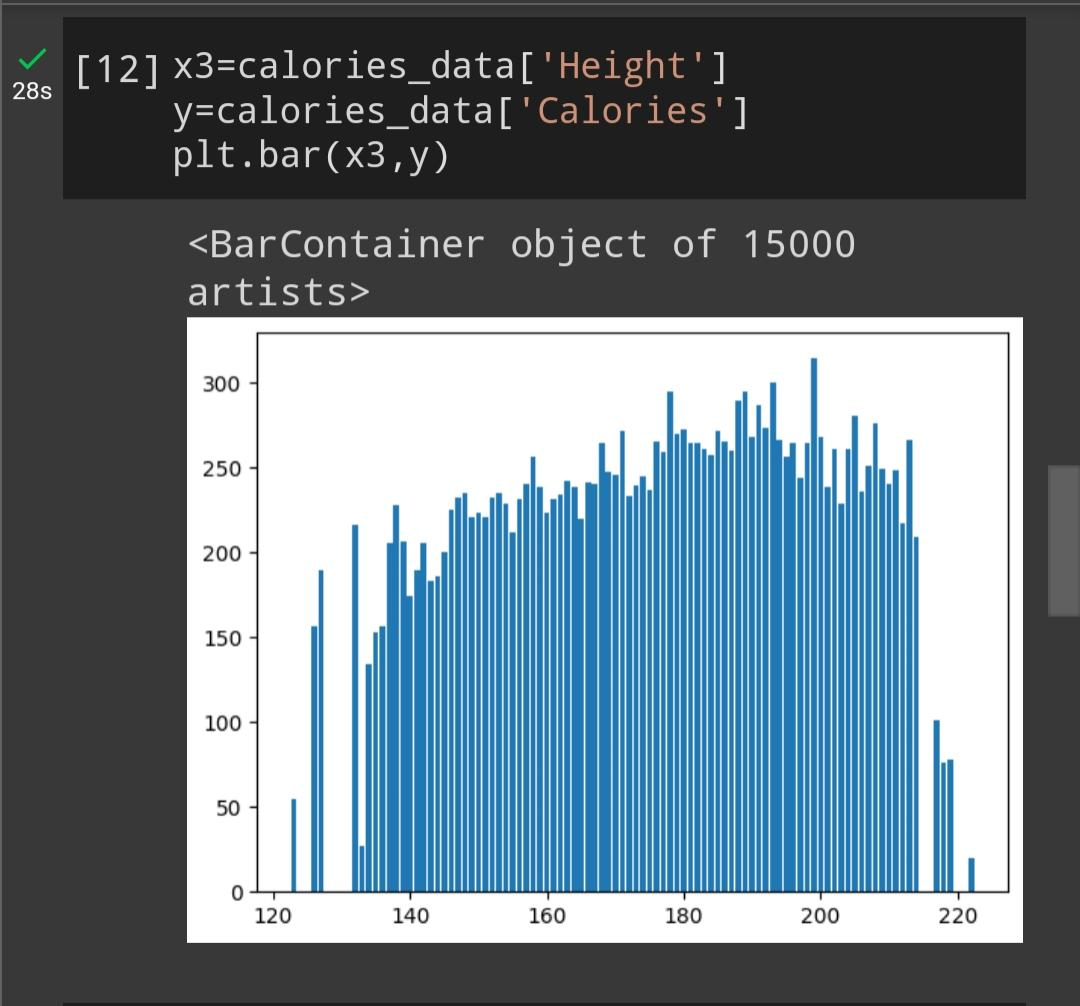 [12] x3=calories_data['Height']
28s
y=calories_data['Calories']
plt.bar(x3,y)
<BarContainer object of 15000
artists>
300
250
200
150
100
50
0
120 140 160 180 200 220